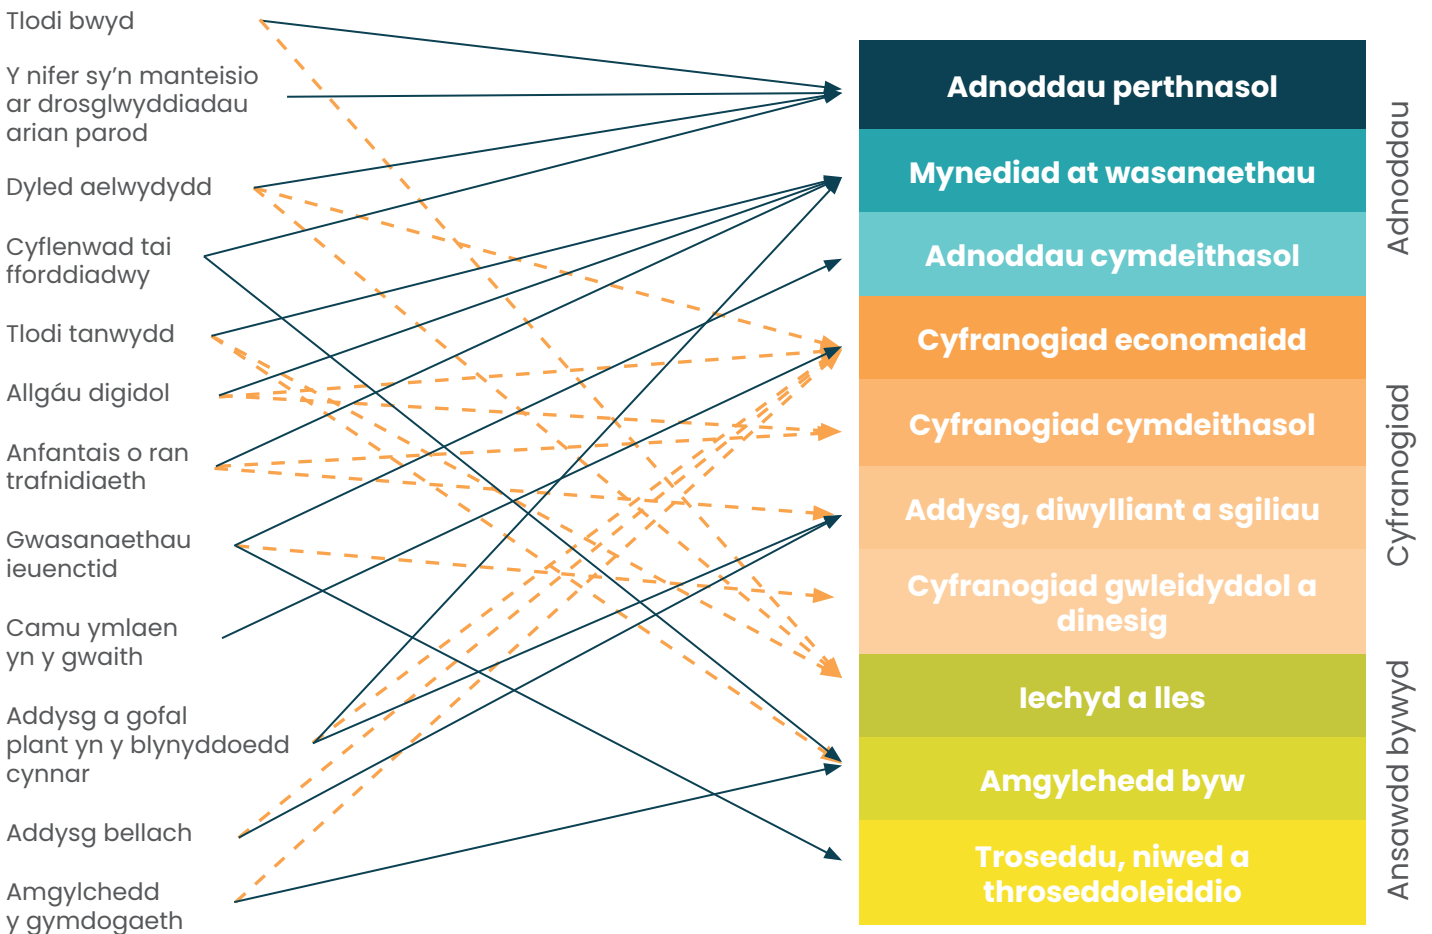 Tlodi bwyd
Y nifer sy’n manteisio
ar drosglwyddiadau
arian parod
Dyled aelwydydd
Cyflenwad tai
fforddiadwy
Tlodi tanwydd
Allgáu digidol
Anfantais o ran
trafnidiaeth
Gwasanaethau
ieuenctid
Camu ymlaen
yn y gwaith
Addysg a gofal
plant yn y blynyddoedd
cynnar
Addysg bellach
Amgylchedd
y gymdogaeth
Adnoddau perthnasol
Mynediad at wasanaethau
Adnoddau cymdeithasol
Cyfranogiad economaidd
Cyfranogiad cymdeithasol
Addysg, diwylliant a sgiliau
Cyfranogiad gwleidyddol a
dinesig
Iechyd a lles
Amgylchedd byw
Troseddu, niwed a
throseddoleiddio
Adnoddau
Cyfranogiad
Ansawdd bywyd